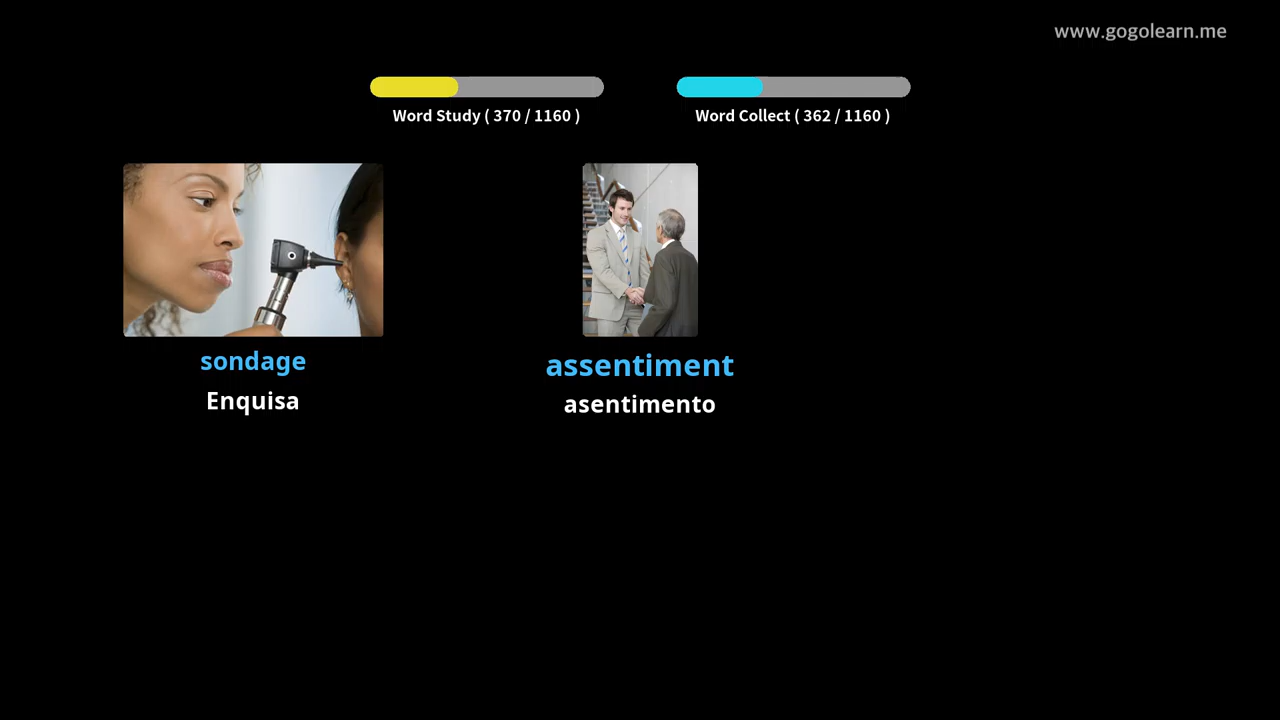 www.gogolearn.me
Word Study ( 370 / 1160 )
Word Collect ( 362 / 1160 )
sondage
Enquisa
assentiment
asentimento